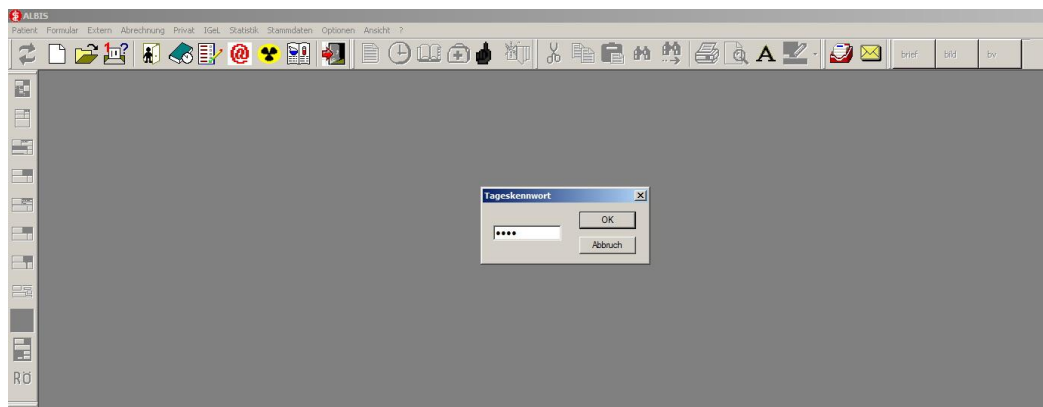 ALBIS
Patient Formular Extern Abrechnung Privat IGeL Statistik Stammdaten Optionen Ansicht ?
brief bild bv
Tageskennwort
OK
Abbruch
RÖ